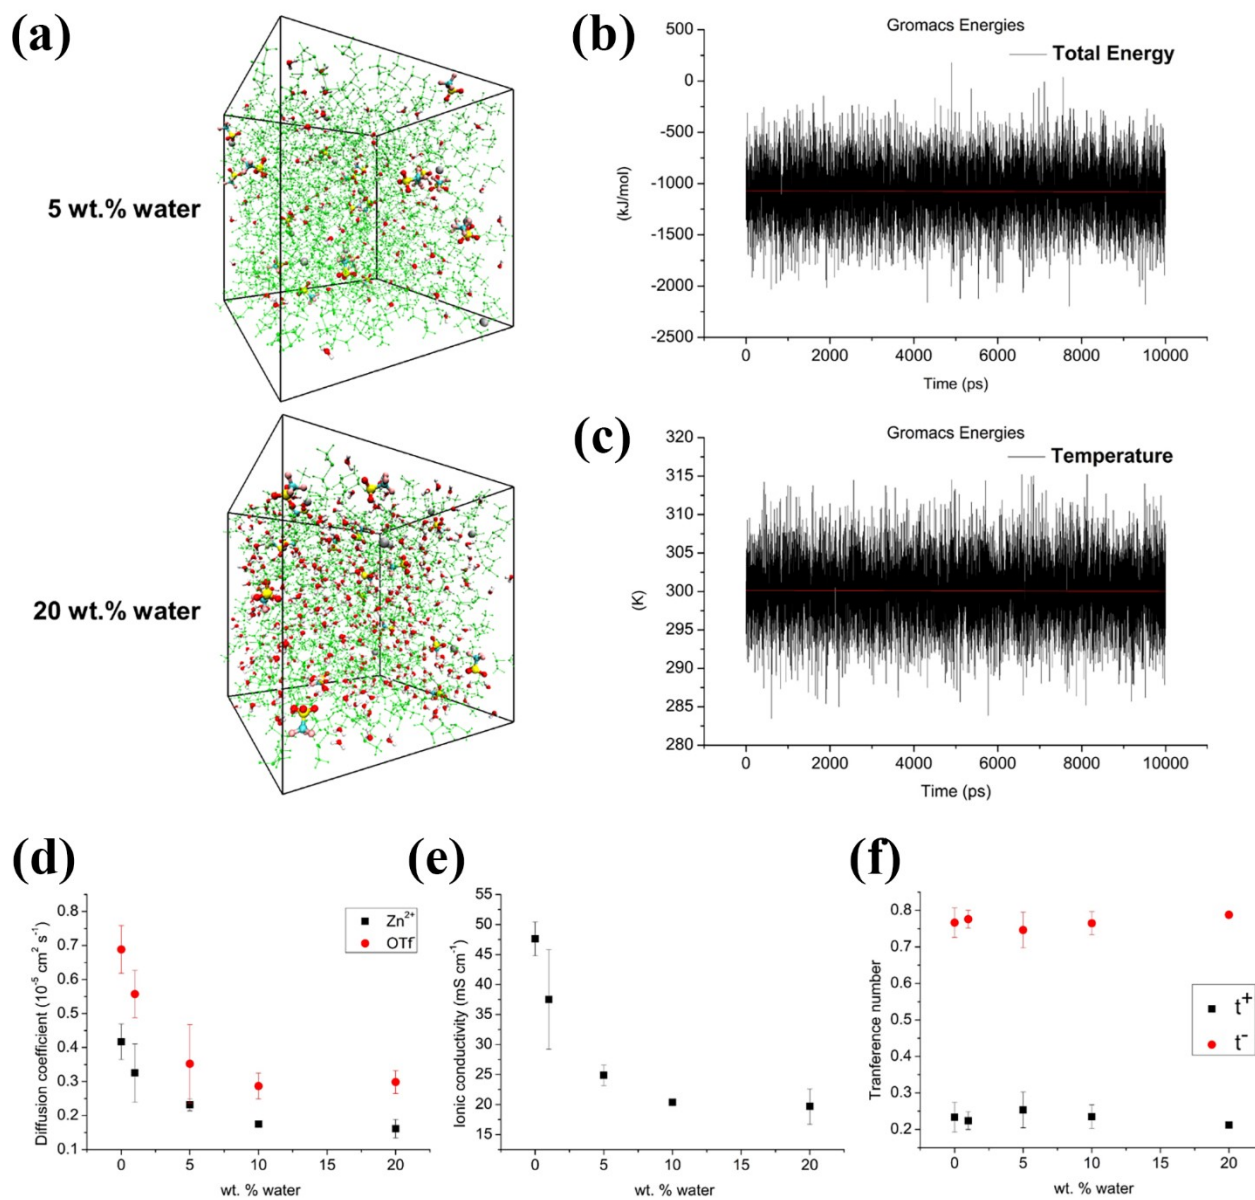 (a)
5 wt.% water
20 wt.% water
(b)
Gromacs Energies
Total Energy
500
0
-500
-1000
-1500
-2000
-2500
(kJ/mol)
0 2000 4000 6000 8000 10000
Time (ps)
(c)
Gromacs Energies
Temperature
320
315
310
305
300
295
290
285
280
(K)
0 2000 4000 6000 8000 10000
Time (ps)
(d)
Zn²⁺
OTf
0.8
0.7
0.6
0.5
0.4
0.3
0.2
0.1
Diffusion coefficient (10⁻⁵ cm² s⁻¹)
0 5 10 15 20
wt. % water
(e)
55
50
45
40
35
30
25
20
15
Ionic conductivity (mS cm⁻¹)
0 5 10 15 20
wt. % water
(f)
0.8
0.7
0.6
0.5
0.4
0.3
0.2
Tranference number
t⁺
t⁻
0 5 10 15 20
wt. % water